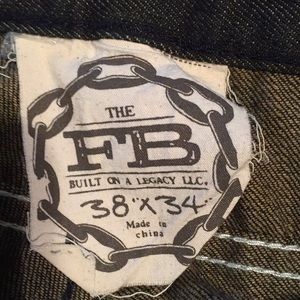 THE
FB
BUILT ON A LEGACY LLC.
38"X34
Made in
china